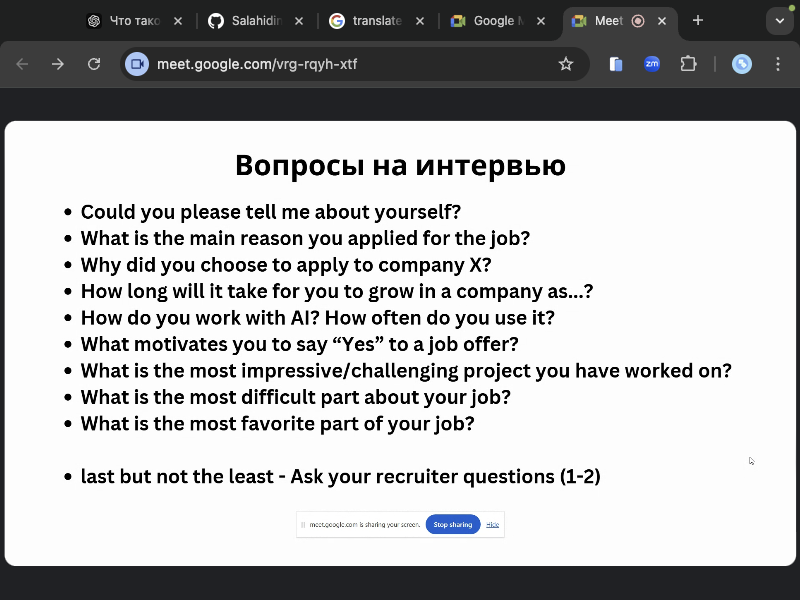 Что тако
Salahidin
translate
Google M
Meet
meet.google.com/vrg-rqyh-xtf
zm
Вопросы на интервью
• Could you please tell me about yourself?
• What is the main reason you applied for the job?
• Why did you choose to apply to company X?
• How long will it take for you to grow in a company as...?
• How do you work with AI? How often do you use it?
• What motivates you to say “Yes” to a job offer?
• What is the most impressive/challenging project you have worked on?
• What is the most difficult part about your job?
• What is the most favorite part of your job?
• last but not the least - Ask your recruiter questions (1-2)
meet.google.com is sharing your screen. Stop sharing Hide